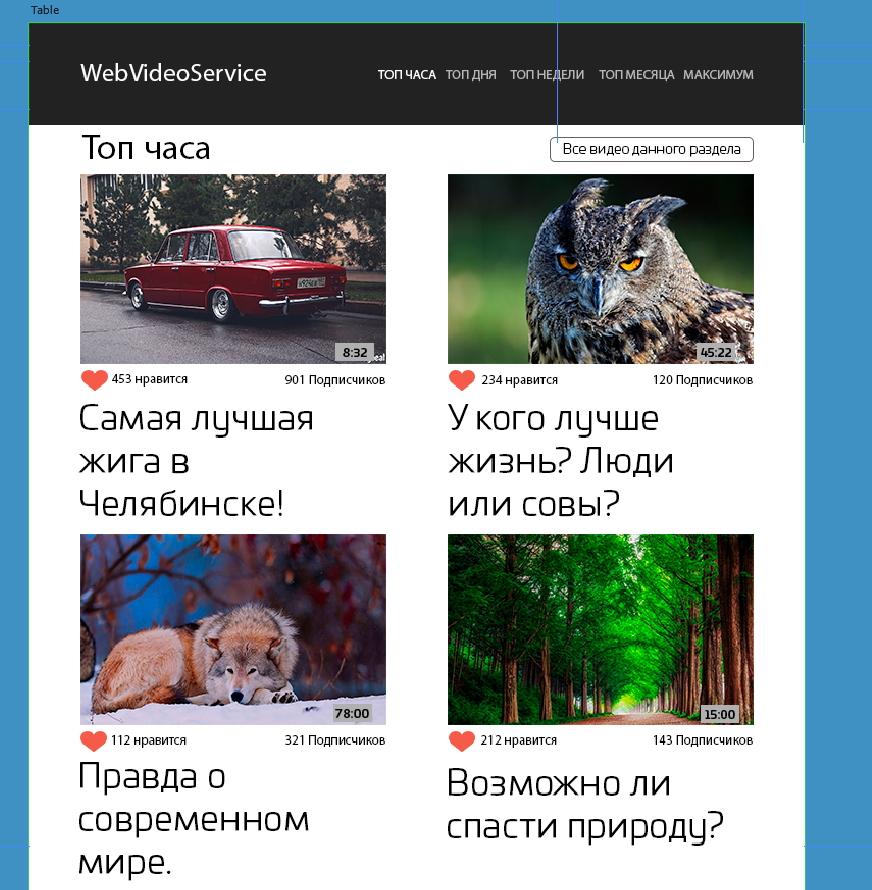 Table
WebVideoService
ТОП ЧАСА ТОП ДНЯ ТОП НЕДЕЛИ ТОП МЕСЯЦА МАКСИМУМ
Топ часа
Все видео данного раздела
8:32
45:22
453 нравится
901 Подписчиков
234 нравится
120 Подписчиков
Самая лучшая
жига в
Челябинске!
У кого лучше
жизнь? Люди
или совы?
78:00
15:00
112 нравится
321 Подписчиков
212 нравится
143 Подписчиков
Правда о
современном
мире.
Возможно ли
спасти природу?